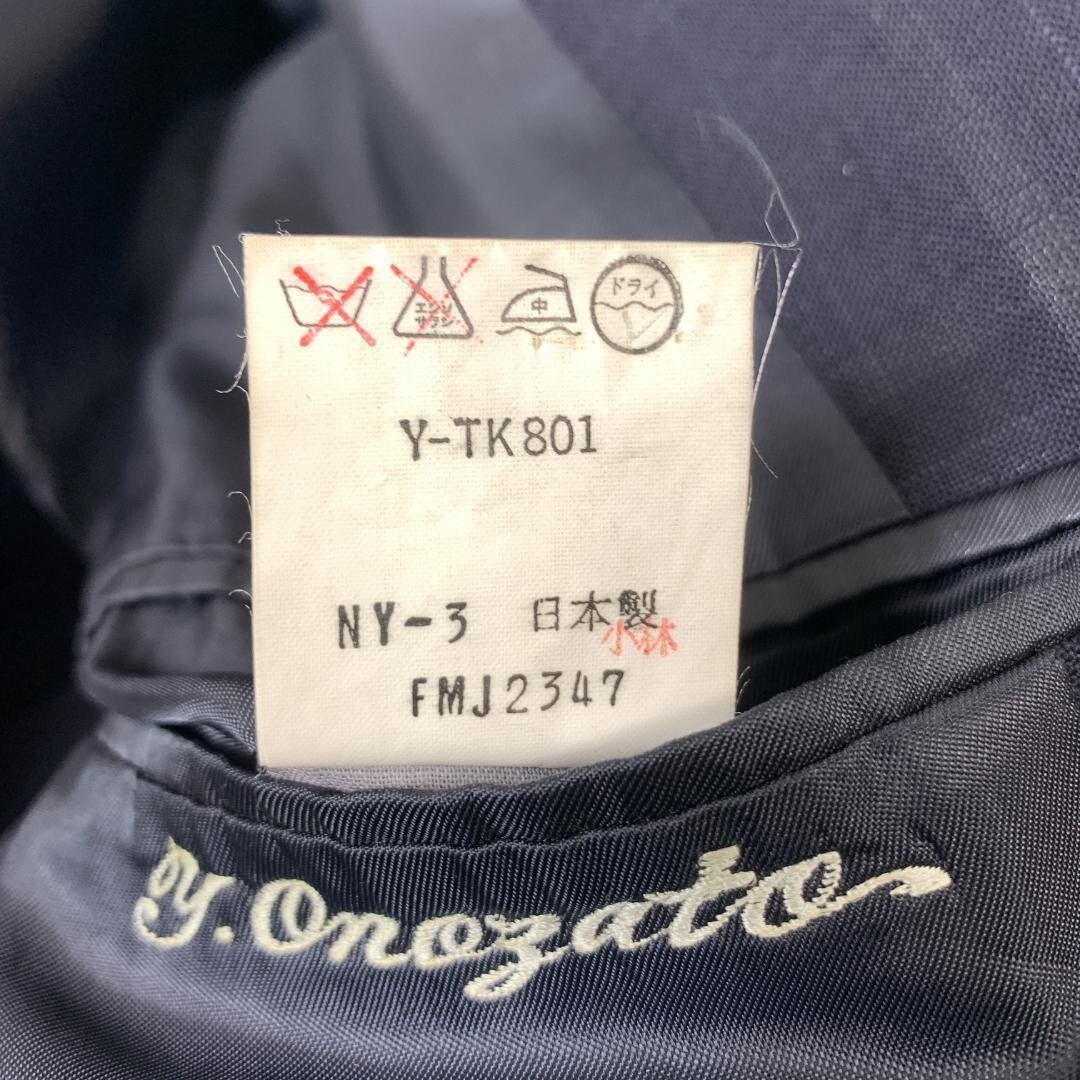 エンソ
サラシ
中
ドライ
Y-TK801
NY-3 日本製
小林
FMJ2347
Y. Onozato